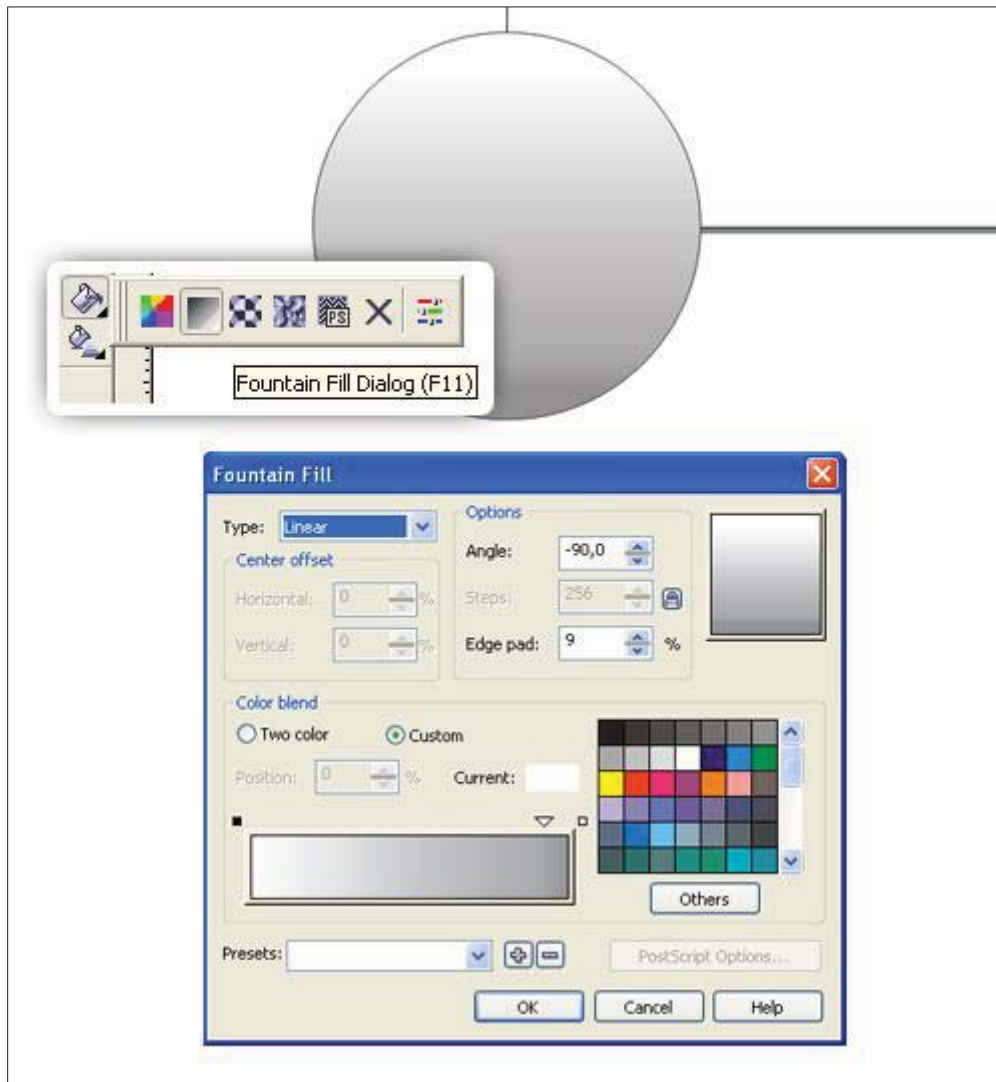 PS
Fountain Fill Dialog (F11)
Fountain Fill
Type: Linear
Options
Center offset
Angle: -90,0
Horizontal: 0 %
Steps: 256
Vertical: 0 %
Edge pad: 9 %
Color blend
Two color Custom
Position: 0 % Current:
Others
Presets:
PostScript Options...
OK Cancel Help